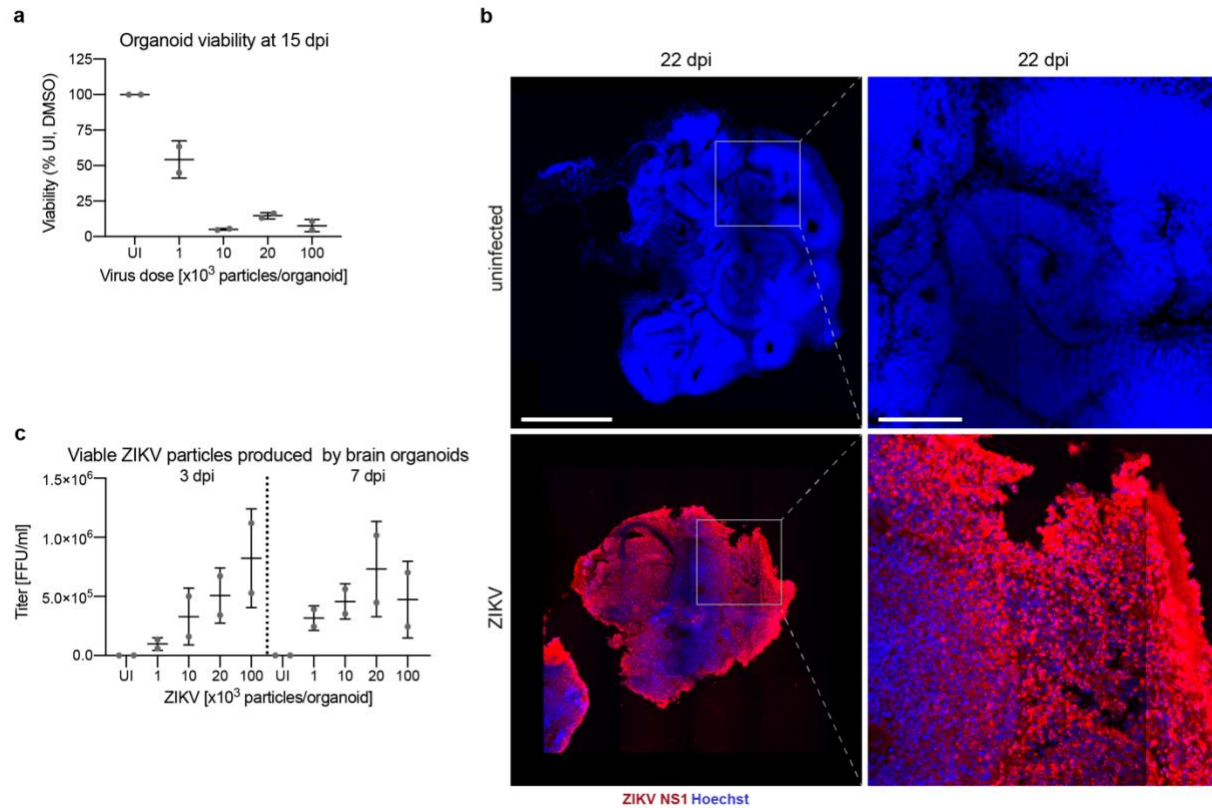 a
Organoid viability at 15 dpi
125
100
75
50
25
0
Viability (% UI, DMSO)
UI 1 10 20 100
Virus dose [x10³ particles/organoid]
b
22 dpi 22 dpi
uninfected
ZIKV
ZIKV NS1 Hoechst
c
Viable ZIKV particles produced by brain organoids
3 dpi 7 dpi
1.5×10⁶
1.0×10⁶
5.0×10⁵
0.0
Titer [FFU/ml]
UI 1 10 20 100 UI 1 10 20 100
ZIKV [x10³ particles/organoid]